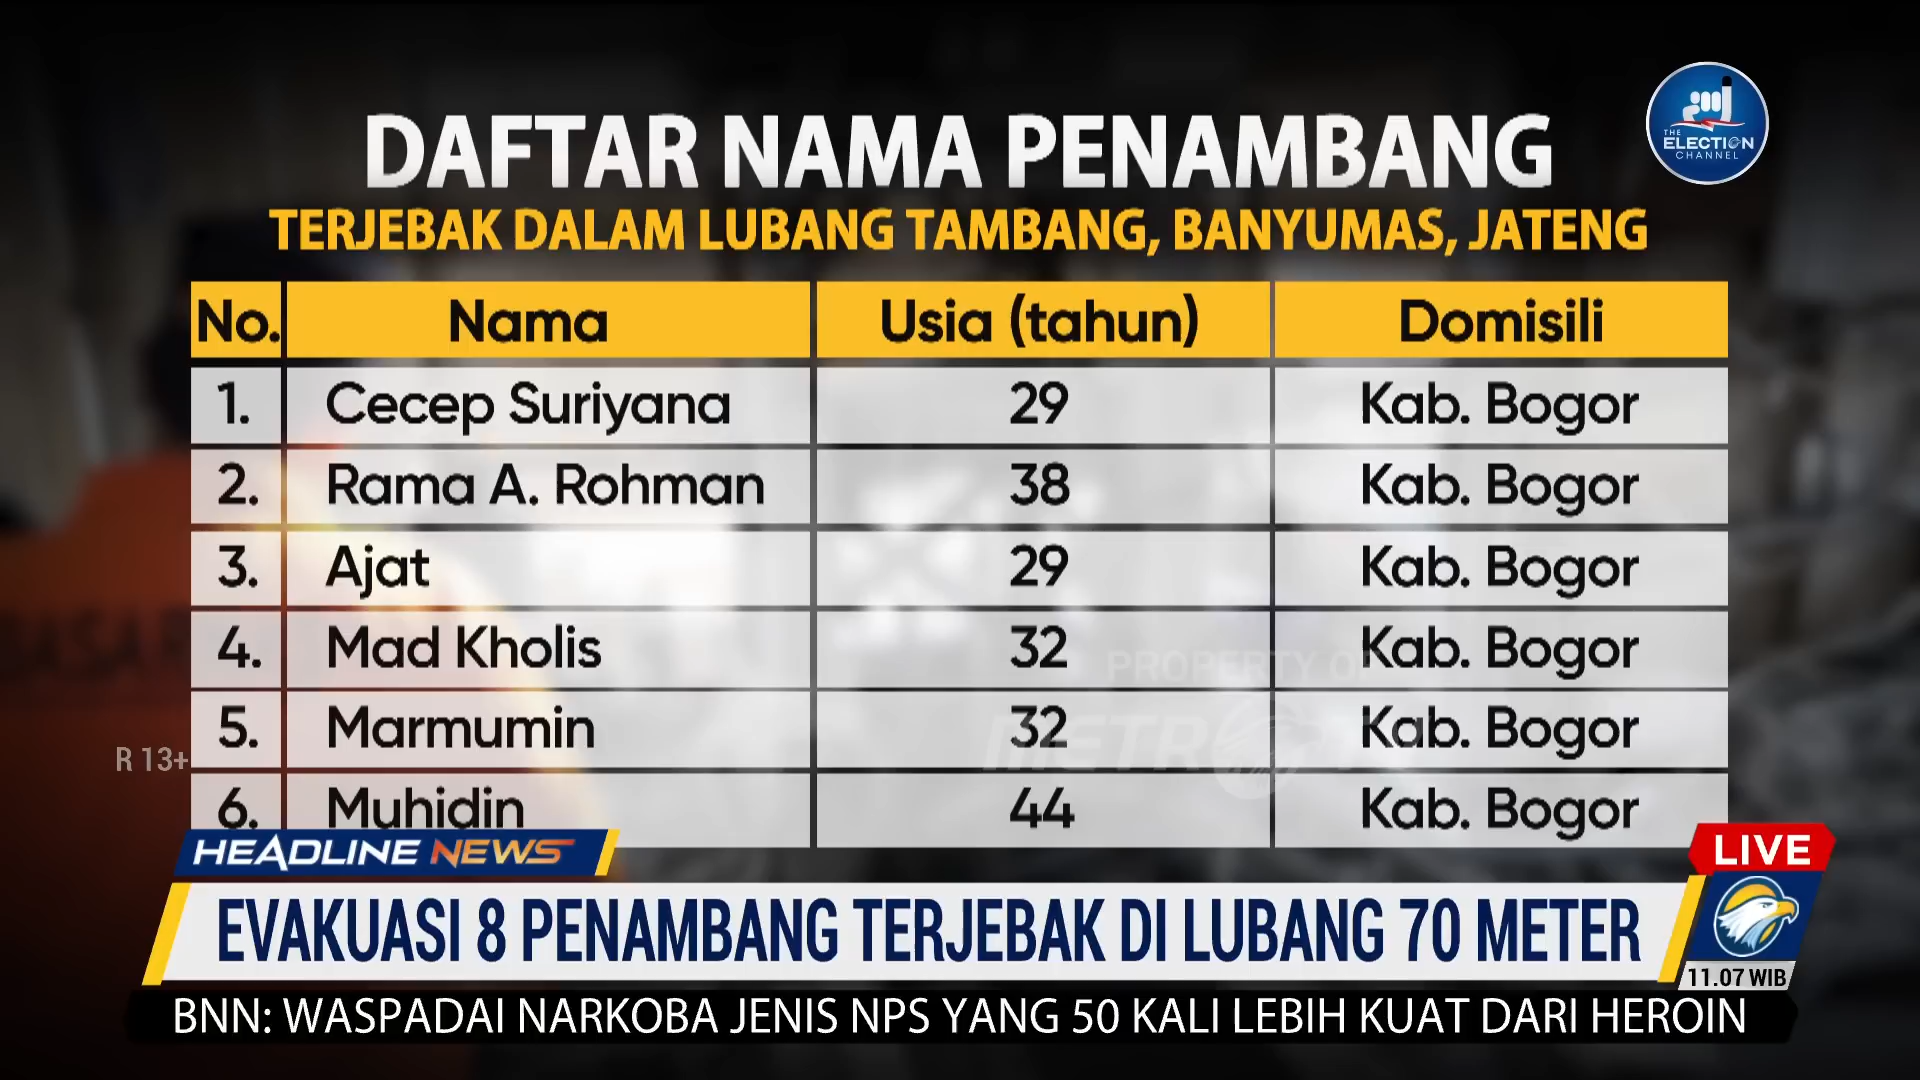 THE
ELECTION
CHANNEL
DAFTAR NAMA PENAMBANG
TERJEBAK DALAM LUBANG TAMBANG, BANYUMAS, JATENG
No. Nama Usia (tahun) Domisili
1. Cecep Suriyana 29 Kab. Bogor
2. Rama A. Rohman 38 Kab. Bogor
3. Ajat 29 Kab. Bogor
4. Mad Kholis 32 Kab. Bogor
5. Marmumin 32 Kab. Bogor
6. Muhidin 44 Kab. Bogor
PROPERTY OF
METRO TV
R 13+
HEADLINE NEWS
LIVE
EVAKUASI 8 PENAMBANG TERJEBAK DI LUBANG 70 METER
11.07 WIB
BNN: WASPADAI NARKOBA JENIS NPS YANG 50 KALI LEBIH KUAT DARI HEROIN